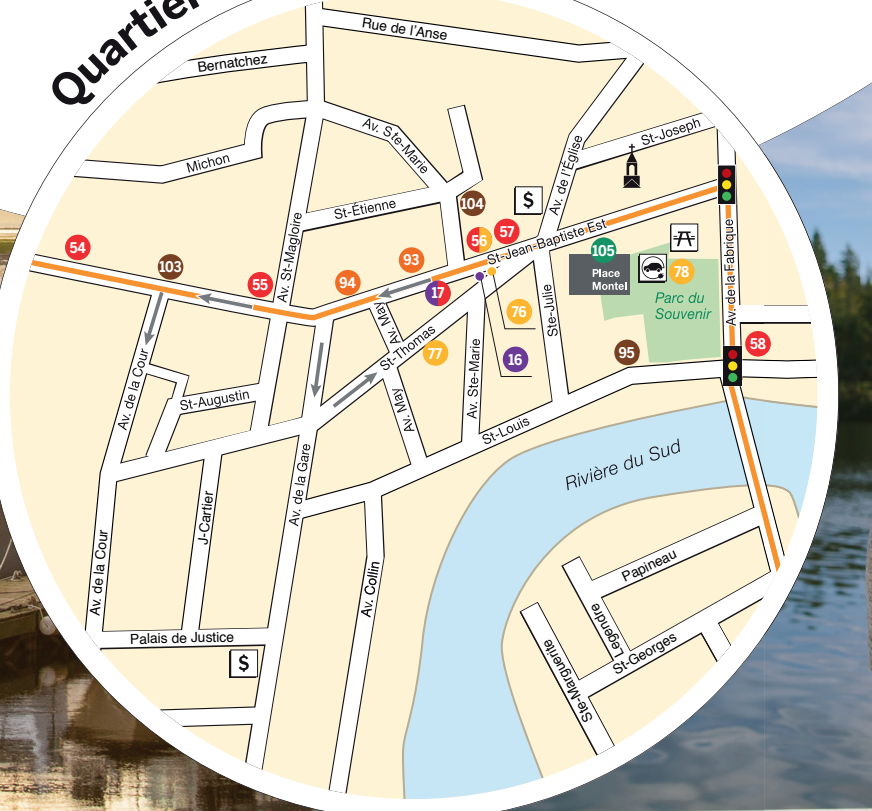 Quartier
Rue de l'Anse
Bernatchez
Av. Ste-Marie
St-Joseph
Michon
Av. de l'Église
$
St-Étienne
104
Av. St-Magloire
57
56
St-Jean-Baptiste Est
54
103
93
105
Av. de la Fabrique
55
94
17
Place
Montel
78
Parc du
Souvenir
Av. May
76
Ste-Julie
St-Thomas
77
16
95
58
Av. de la Cour
Av. Ste-Marie
St-Augustin
Av. May
St-Louis
Rivière du Sud
Av. de la Gare
J-Cartier
Av. de la Cour
Av. Collin
Papineau
Legendre
Palais de Justice
$
St-Georges
Ste-Marguerite